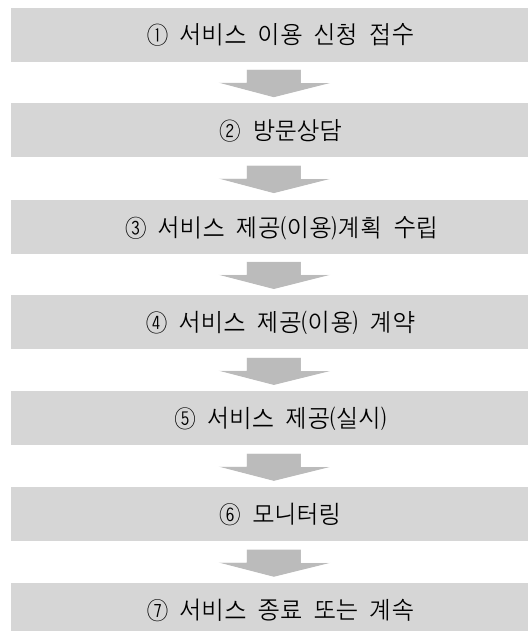 ① 서비스 이용 신청 접수
② 방문상담
③ 서비스 제공(이용)계획 수립
④ 서비스 제공(이용) 계약
⑤ 서비스 제공(실시)
⑥ 모니터링
⑦ 서비스 종료 또는 계속